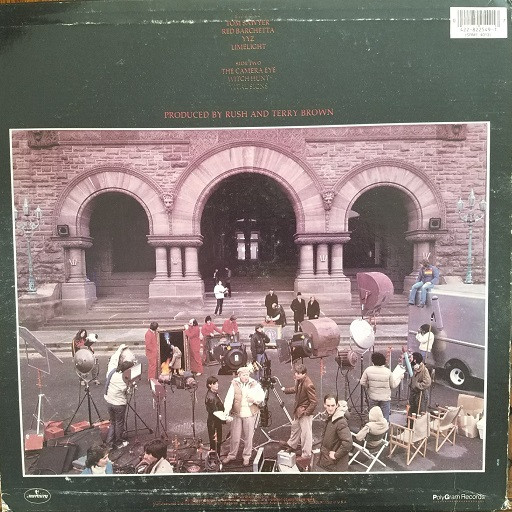 TOM SAWYER
RED BARCHETTA
YYZ
LIMELIGHT
SIDE TWO
THE CAMERA EYE
WITCH HUNT
VITAL SIGNS
PRODUCED BY RUSH AND TERRY BROWN
mercury
PolyGram Records